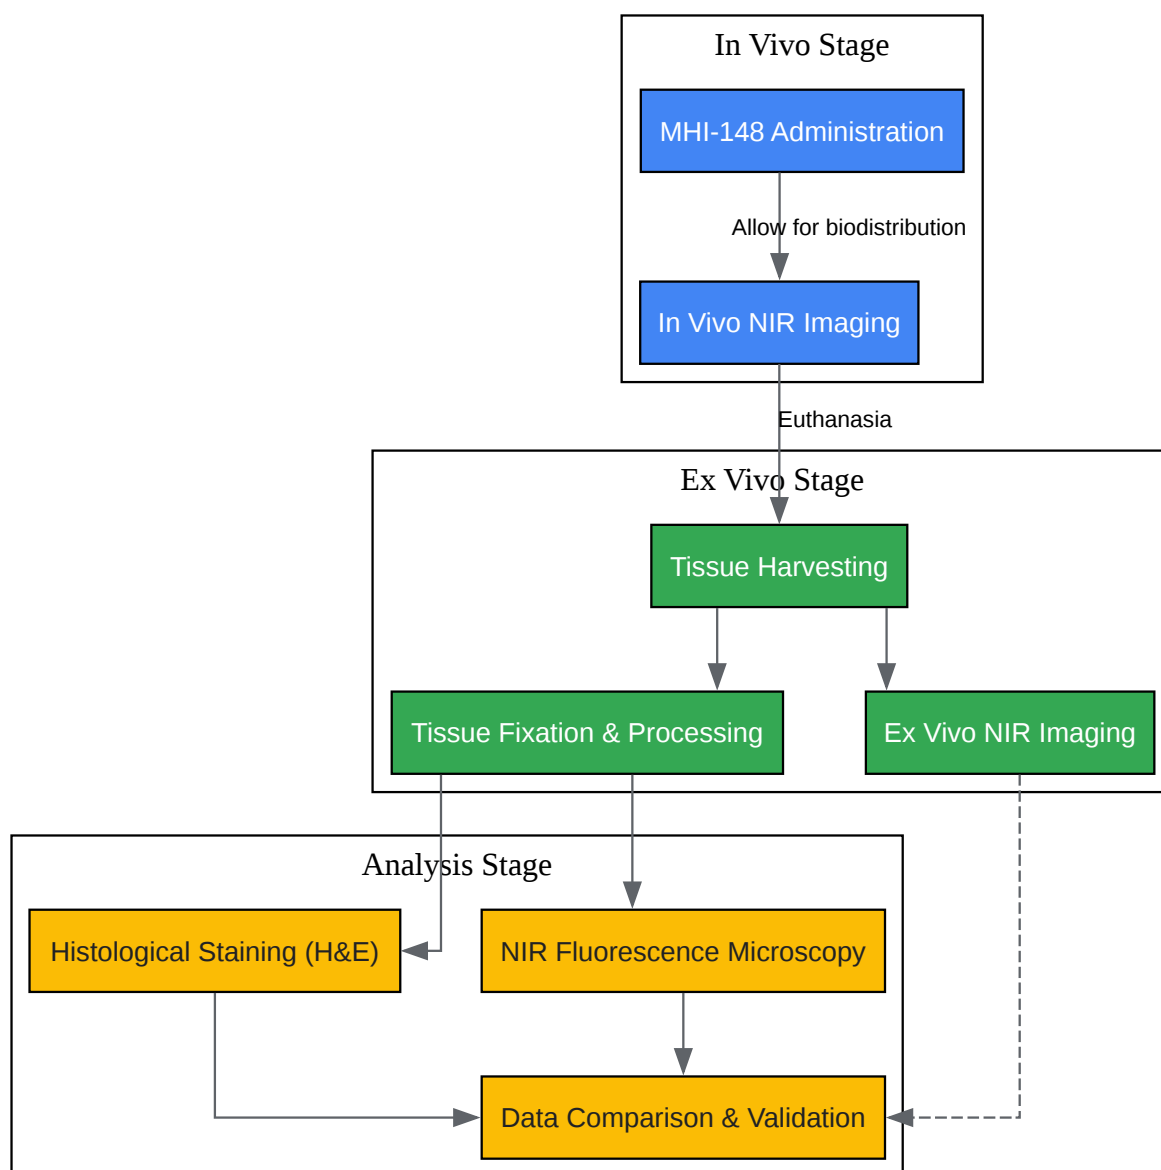 In Vivo Stage
MHI-148 Administration
Allow for biodistribution
In Vivo NIR Imaging
Euthanasia
Ex Vivo Stage
Tissue Harvesting
Tissue Fixation & Processing
Ex Vivo NIR Imaging
Analysis Stage
Histological Staining (H&E)
NIR Fluorescence Microscopy
Data Comparison & Validation